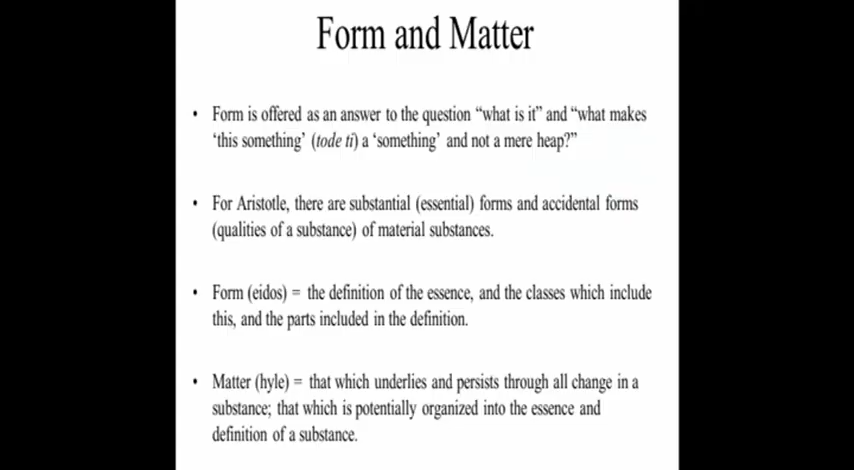 Form and Matter
• Form is offered as an answer to the question “what is it” and “what makes
‘this something’ (tode ti) a ‘something’ and not a mere heap?”
• For Aristotle, there are substantial (essential) forms and accidental forms
(qualities of a substance) of material substances.
• Form (eidos) = the definition of the essence, and the classes which include
this, and the parts included in the definition.
• Matter (hyle) = that which underlies and persists through all change in a
substance; that which is potentially organized into the essence and
definition of a substance.